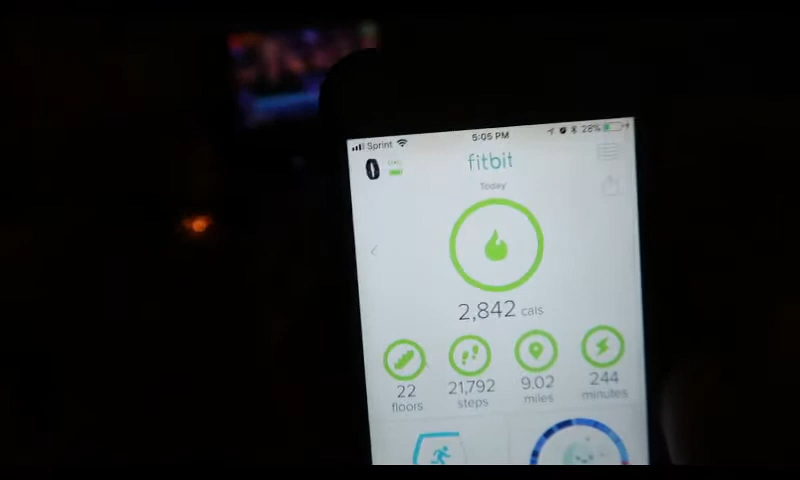 Sprint 5:05 PM 28%
fitbit
Today
2,842 cals
22 21,792 9.02 244
floors steps miles minutes